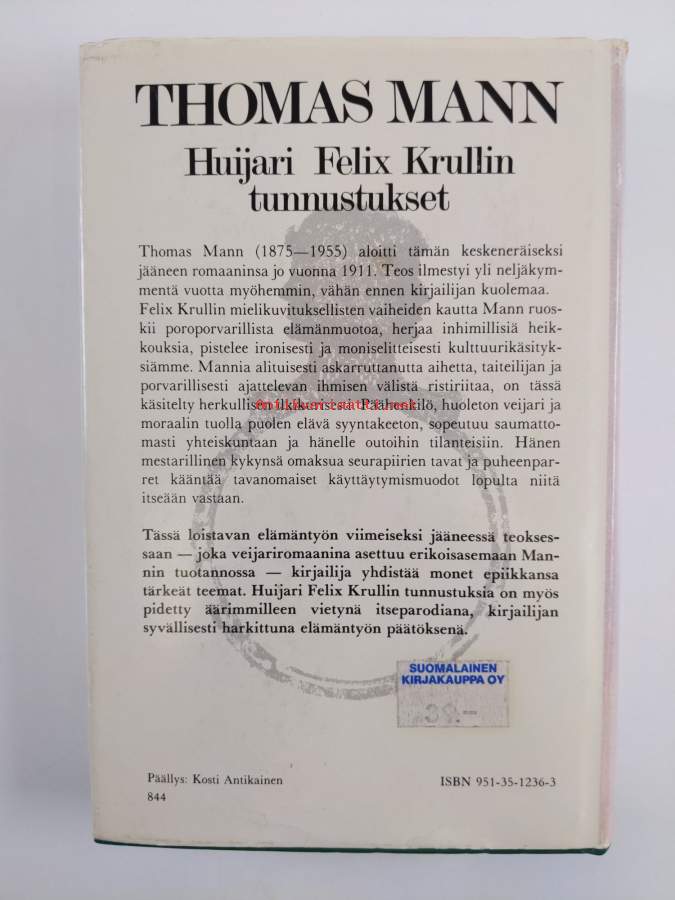 THOMAS MANN
Huijari Felix Krullin
tunnustukset
Thomas Mann (1875—1955) aloitti tämän keskeneräiseksi
jääneen romaaninsa jo vuonna 1911. Teos ilmestyi yli neljäkym-
mentä vuotta myöhemmin, vähän ennen kirjailijan kuolemaa.
Felix Krullin mielikuvituksellisten vaiheiden kautta Mann ruos-
kii poroporvarillista elämänmuotoa, herjaa inhimillisiä heik-
kouksia, pistelee ironisesti ja moniselitteisesti kulttuurikäsityk-
siämme. Mannia alituisesti askarruttanutta aihetta, taiteilijan ja
porvarillisesti ajattelevan ihmisen välistä ristiriitaa, on tässä
käsitelty Päähenkilö, huoleton veijari ja
moraalin tuolla puolen elävä syyntakeeton, sopeutuu saumatto-
masti yhteiskuntaan ja hänelle outoihin tilanteisiin. Hänen
mestarillinen kykynsä omaksua seurapiirien tavat ja puheenpar-
ret kääntää tavanomaiset käyttäytymismuodot lopulta niitä
itseään vastaan.
Tässä loistavan elämäntyön viimeiseksi jääneessä teokses-
saan — joka veijariromaanina asettuu erikoisasemaan Man-
nin tuotannossa — kirjailija yhdistää monet epiikkansa
tärkeät teemat. Huijari Felix Krullin tunnustuksia on myös
pidetty äärimmilleen vietynä itseparodiana, kirjailijan
syvällisesti harkittuna elämäntyön päätöksenä.
SUOMALAINEN
KIRJAKAUPPA OY
Päällys: Kosti Antikainen
ISBN 951-35-1236-3
844